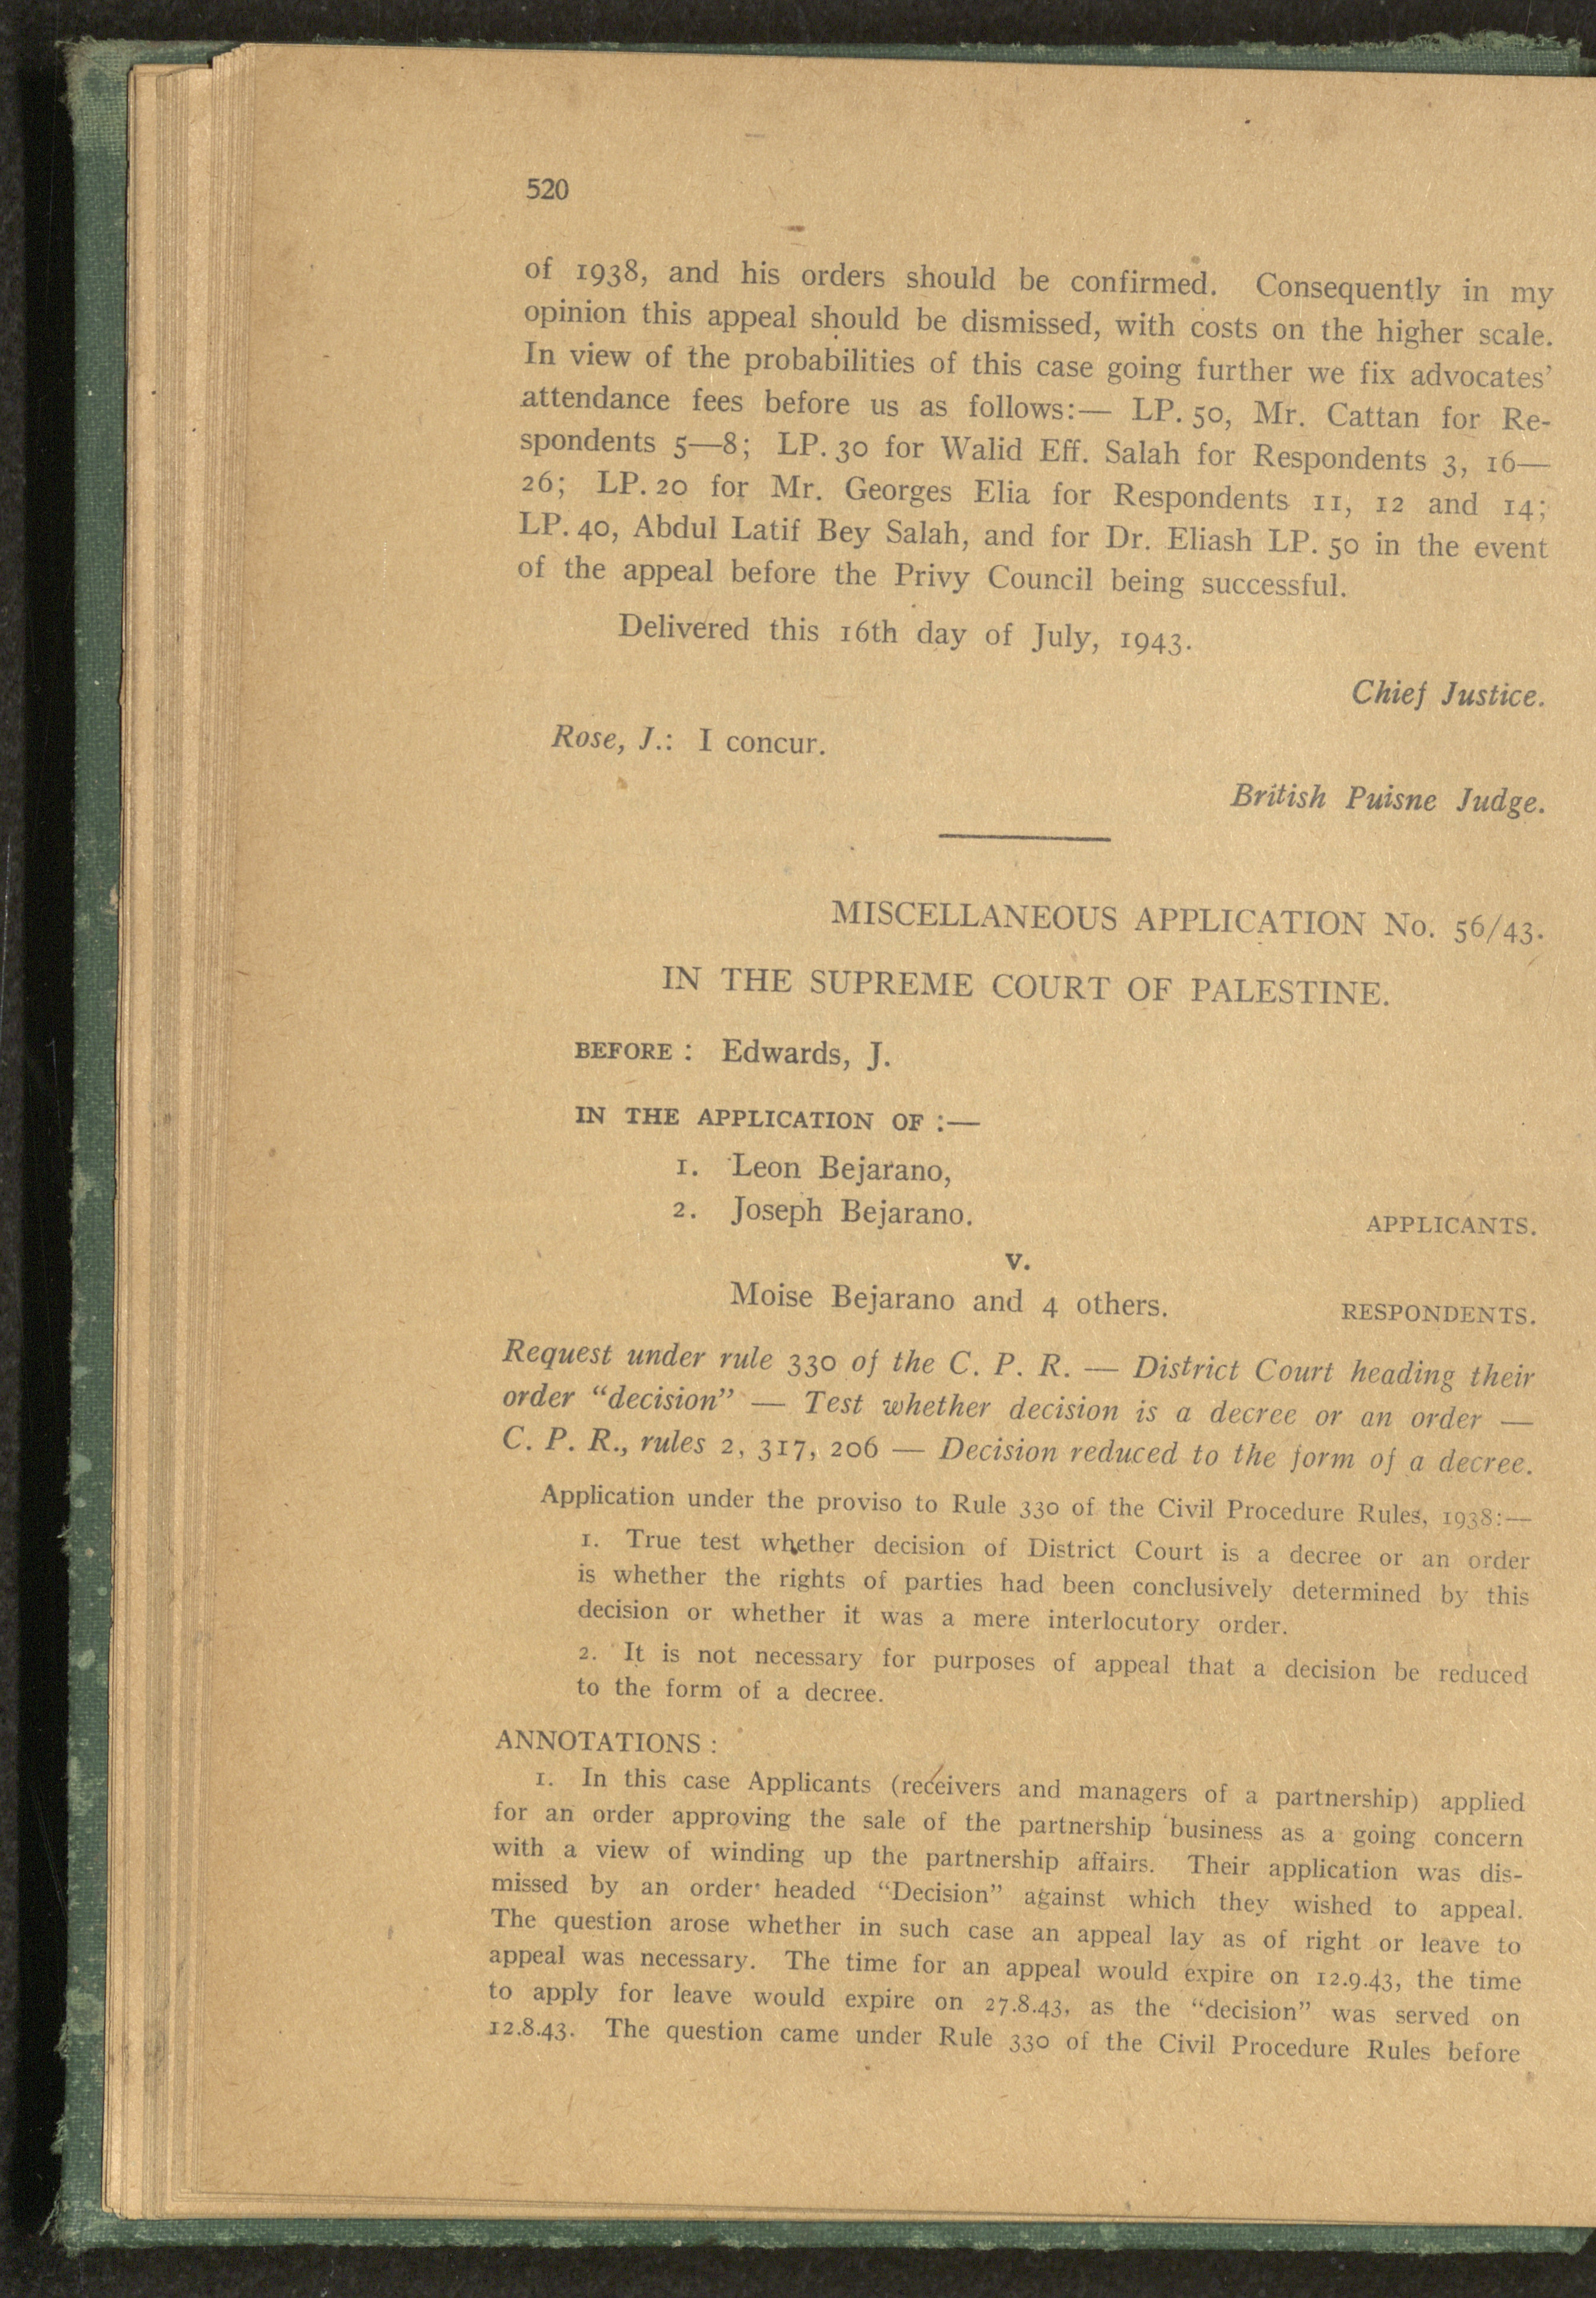 520
of 1938, and his orders should be confirmed. Consequently in my
opinion this appeal should be dismissed, with costs on the higher scale.
In view of the probabilities of this case going further we fix advocates'
attendance fees before us as follows:— LP. 50, Mr. Cattan for Re-
spondents 5—8; LP. 30 for Walid Eff. Salah for Respondents 3, 16—
26; LP. 20 for Mr. Georges Elia for Respondents 11, 12 and 14;
LP. 40, Abdul Latif Bey Salah, and for Dr. Eliash LP. 50 in the event
of the appeal before the Privy Council being successful.
Delivered this 16th day of July, 1943.
Chief Justice.
Rose, J.: I concur.
British Puisne Judge.
MISCELLANEOUS APPLICATION No. 56/43.
IN THE SUPREME COURT OF PALESTINE.
BEFORE : Edwards, J.
IN THE APPLICATION OF :—
1. Leon Bejarano,
2. Joseph Bejarano. APPLICANTS.
v.
Moise Bejarano and 4 others. RESPONDENTS.
Request under rule 330 of the C. P. R. — District Court heading their
order “decision” — Test whether decision is a decree or an order —
C. P. R., rules 2, 317, 206 — Decision reduced to the form of a decree.
Application under the proviso to Rule 330 of the Civil Procedure Rules, 1938:—
1. True test whether decision of District Court is a decree or an order
is whether the rights of parties had been conclusively determined by this
decision or whether it was a mere interlocutory order.
2. It is not necessary for purposes of appeal that a decision be reduced
to the form of a decree.
ANNOTATIONS :
1. In this case Applicants (receivers and managers of a partnership) applied
for an order approving the sale of the partnership business as a going concern
with a view of winding up the partnership affairs. Their application was dis-
missed by an order headed “Decision” against which they wished to appeal.
The question arose whether in such case an appeal lay as of right or leave to
appeal was necessary. The time for an appeal would expire on 12.9.43, the time
to apply for leave would expire on 27.8.43, as the “decision” was served on
12.8.43. The question came under Rule 330 of the Civil Procedure Rules before